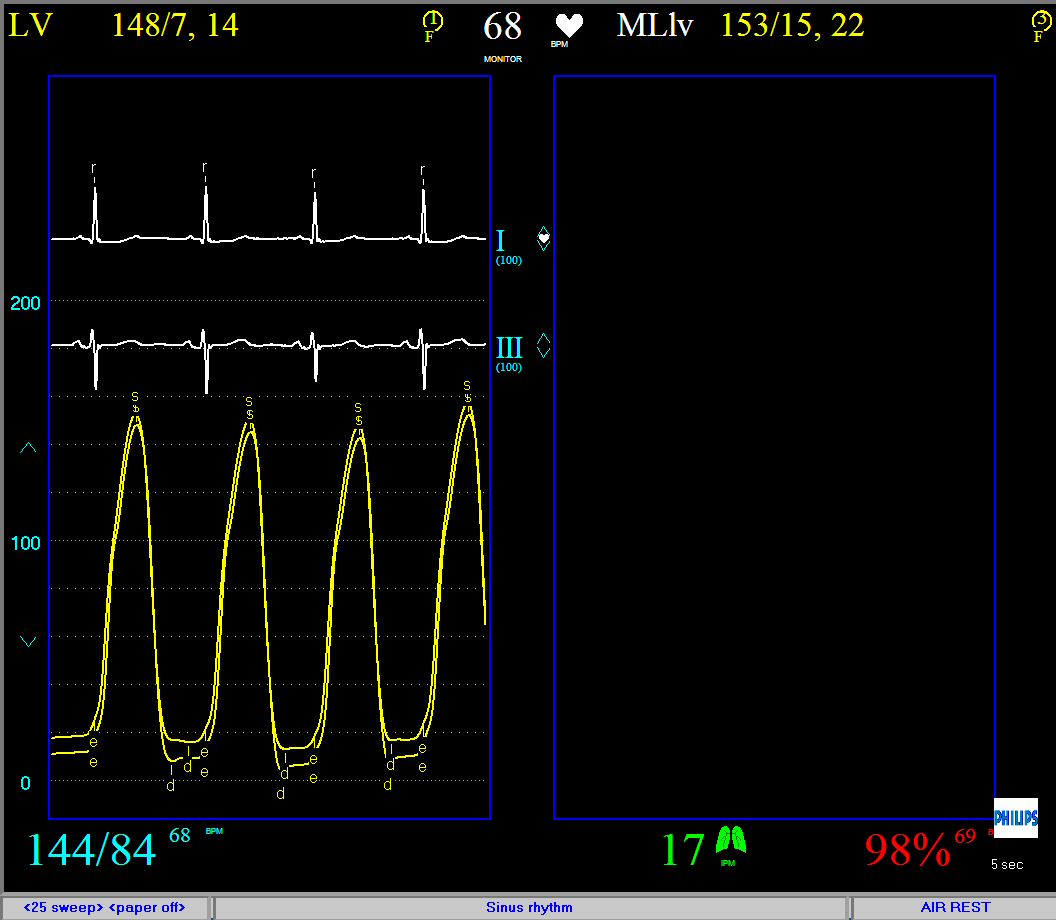 LV 148/7, 14 1 F 68 BPM MLlv 153/15, 22 3 F
MONITOR
r r r r
I
(100)
200
III
(100)
s s s s
s s s s
100
e e e e
d d d
e e e e
d d d
0
144/84 68 BPM 17 IPM 98% 69 B
PHILIPS
5 sec
<25 sweep> <paper off> Sinus rhythm AIR REST